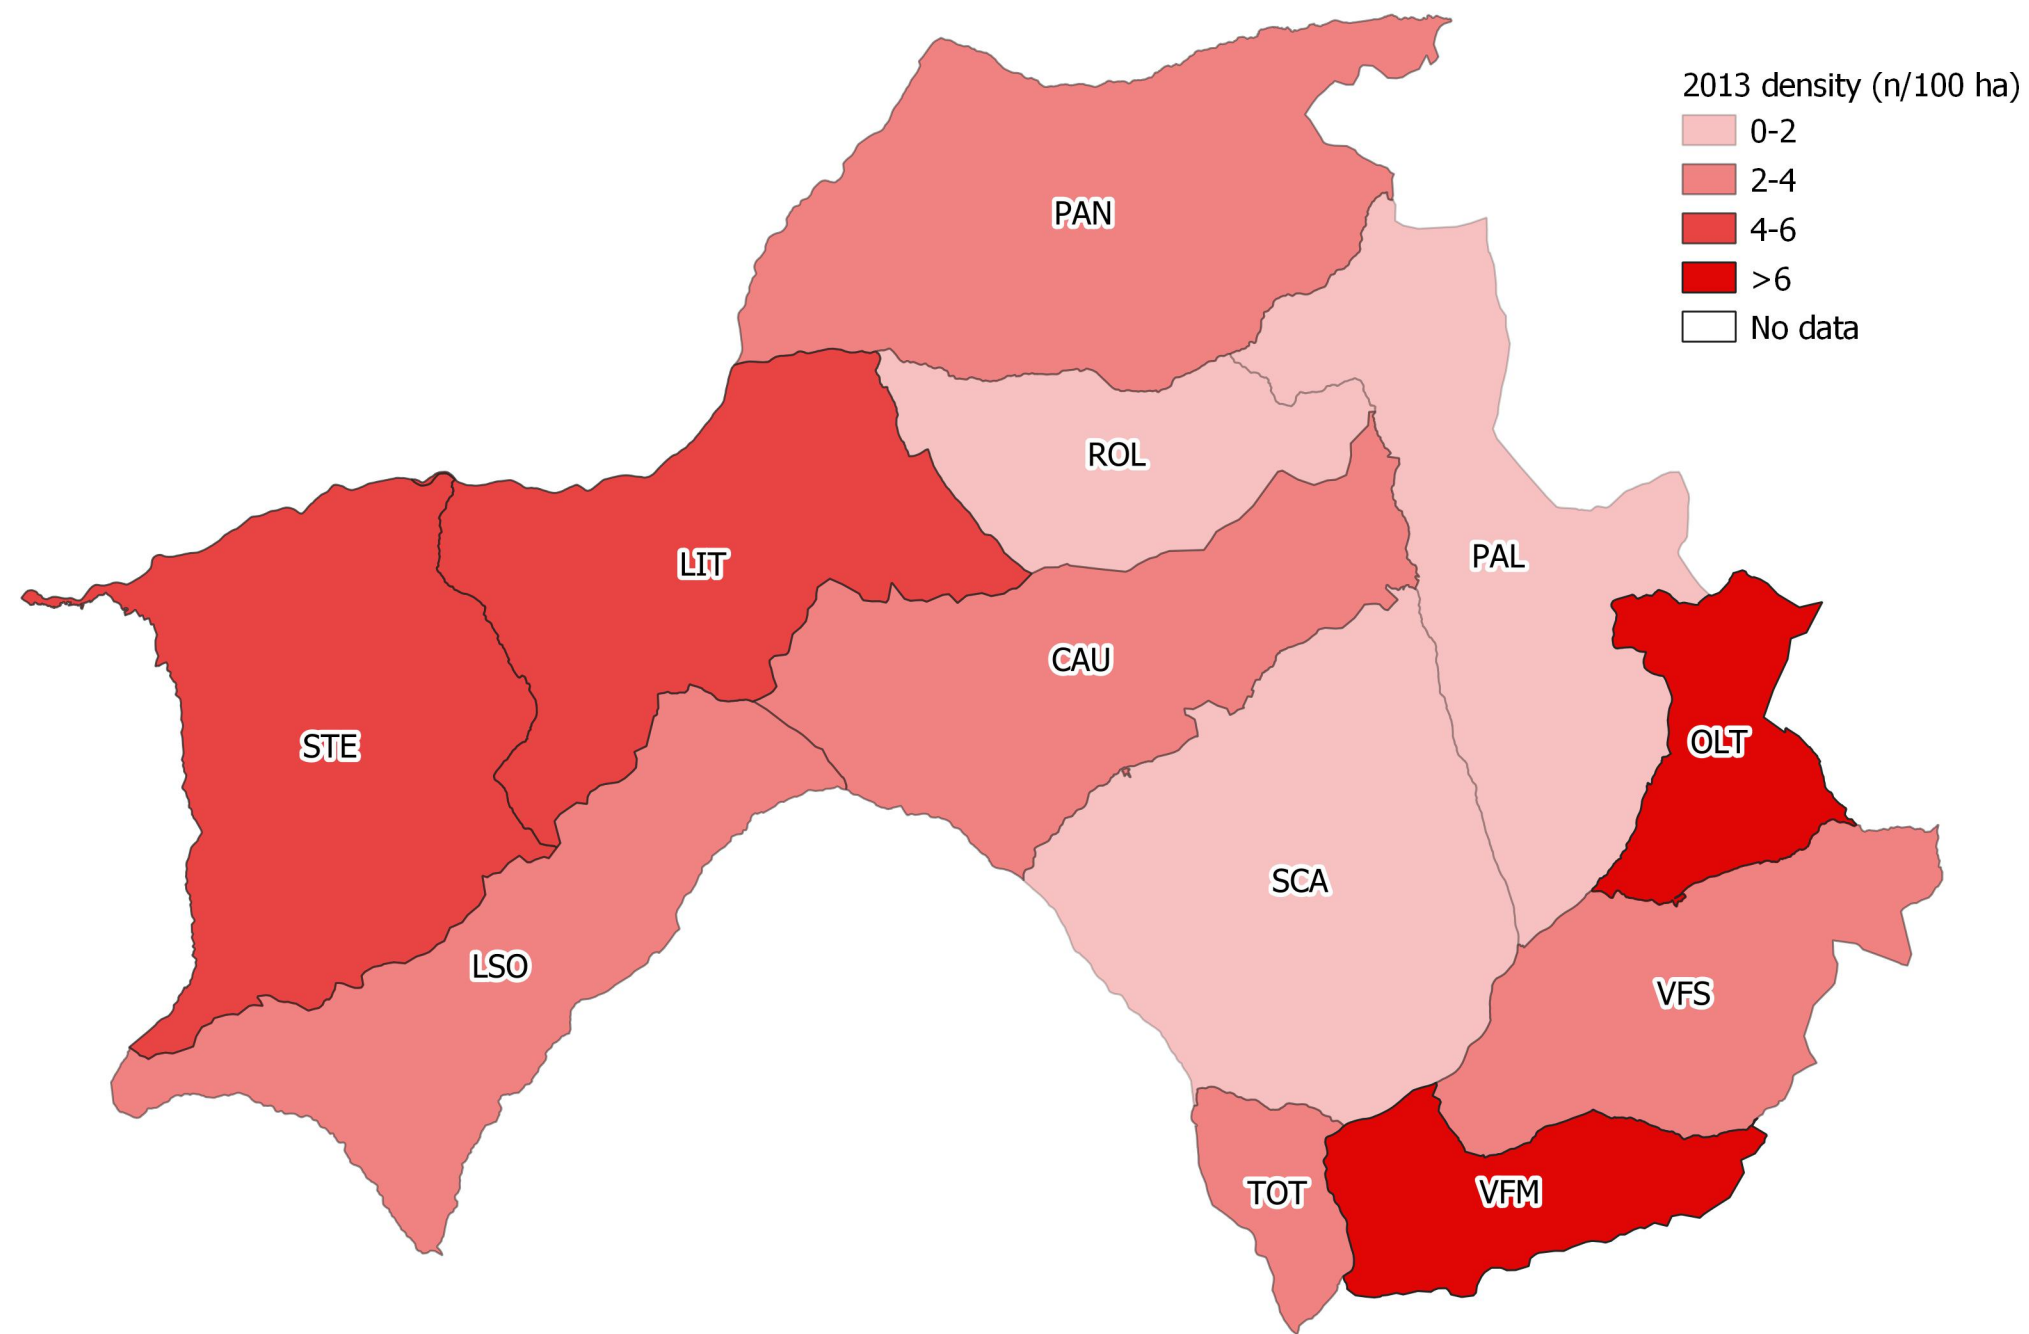 2013 density (n/100 ha)
0-2
2-4
4-6
>6
No data
PAN
ROL
LIT
PAL
CAU
STE
OLT
SCA
LSO
VFS
TOT
VFM